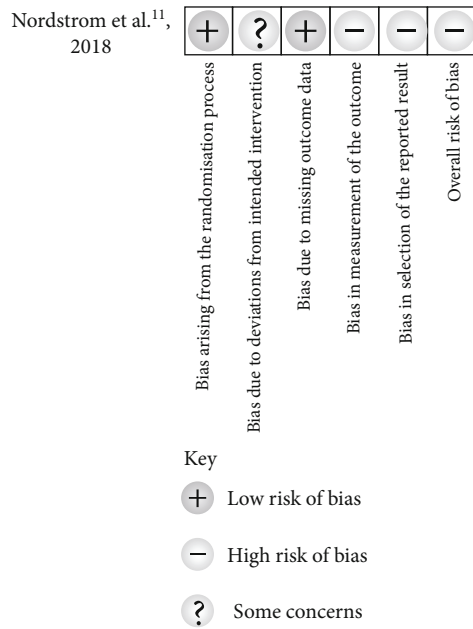 Nordstrom et al.¹¹,
2018
+ ? + − − −
Bias arising from the randomisation process
Bias due to deviations from intended intervention
Bias due to missing outcome data
Bias in measurement of the outcome
Bias in selection of the reported result
Overall risk of bias
Key
+ Low risk of bias
− High risk of bias
? Some concerns